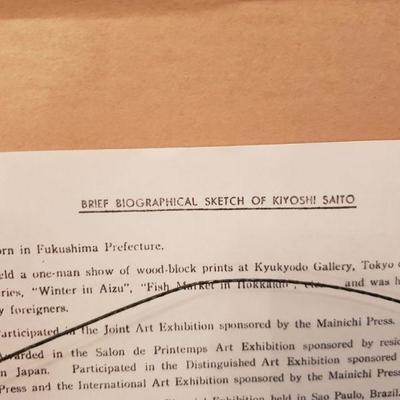 BRIEF BIOGRAPHICAL SKETCH OF KIYOSHI SAITO
orn in Fukushima Prefecture.
eld a one-man show of wood-block prints at Kyukyodo Gallery, Tokyo
ries, "Winter in Aizu", "Fish Market in Hokkaido", etc. and was h
y foreigners.
Participated in the Joint Art Exhibition sponsored by the Mainichi Press.
Awarded in the Salon de Printemps Art Exhibition sponsored by resi
n Japan. Participated in the Distinguished Art Exhibition sponsored
Press and the International Art Exhibition sponsored by the Mainichi
Exhibition held in Sao Paulo, Brazil.